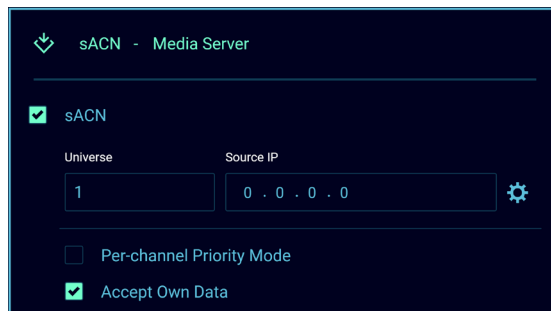 sACN - Media Server
sACN
Universe Source IP
1 0 . 0 . 0 . 0
Per-channel Priority Mode
Accept Own Data